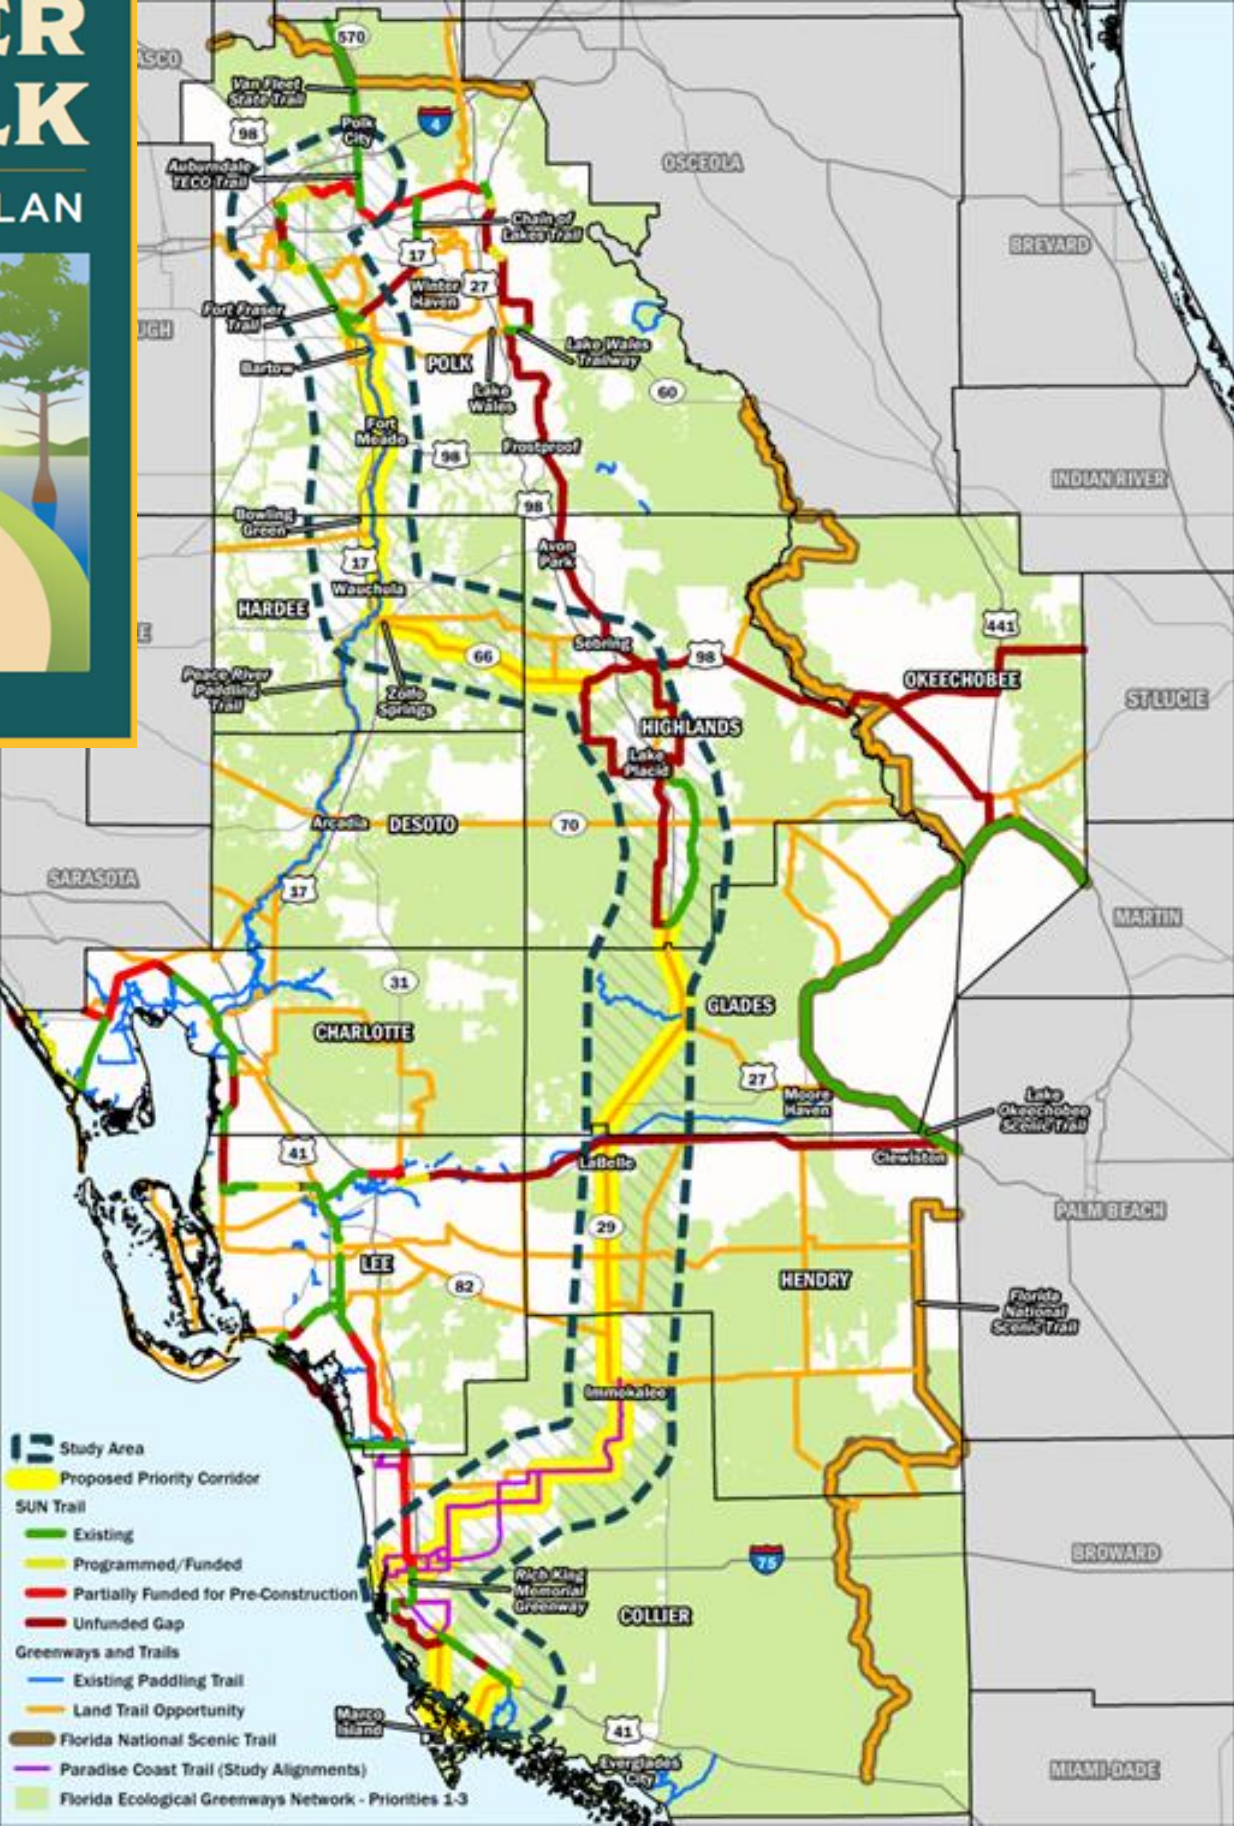 ER
LK
LAN
ASCO
570
Van Fleet
State Trail
98
Polk
City
4
Auburndale
TECO Trail
OSCEOLA
Chain of
Lakes Trail
BREVARD
17
Winter
Haven
27
Fort Fraser
Trail
UGH
Lake Wales
Trailway
Bartow
POLK
Lake
Wales
60
Fort
Meade
98
Frostproof
INDIAN RIVER
98
Bowling
Green
17
Avon
Park
Wauchula
HARDEE
E
441
Sebring
66
98
Peace River
Paddling
Trail
Zolfo
Springs
OKEECHOBEE
ST LUCIE
HIGHLANDS
Lake
Placid
Arcadia
DESOTO
70
SARASOTA
17
MARTIN
31
GLADES
CHARLOTTE
27
Moore
Haven
Lake
Okeechobee
Scenic Trail
41
LaBelle
Clewiston
PALM BEACH
29
LEE
82
HENDRY
Florida
National
Scenic Trail
Immokalee
Study Area
Proposed Priority Corridor
SUN Trail
Existing
Programmed/Funded
Partially Funded for Pre-Construction
Unfunded Gap
Greenways and Trails
Existing Paddling Trail
Land Trail Opportunity
Florida National Scenic Trail
Paradise Coast Trail (Study Alignments)
Florida Ecological Greenways Network - Priorities 1-3
75
BROWARD
Rich King
Memorial
Greenway
COLLIER
Marco
Island
41
Everglades
City
MIAMI-DADE